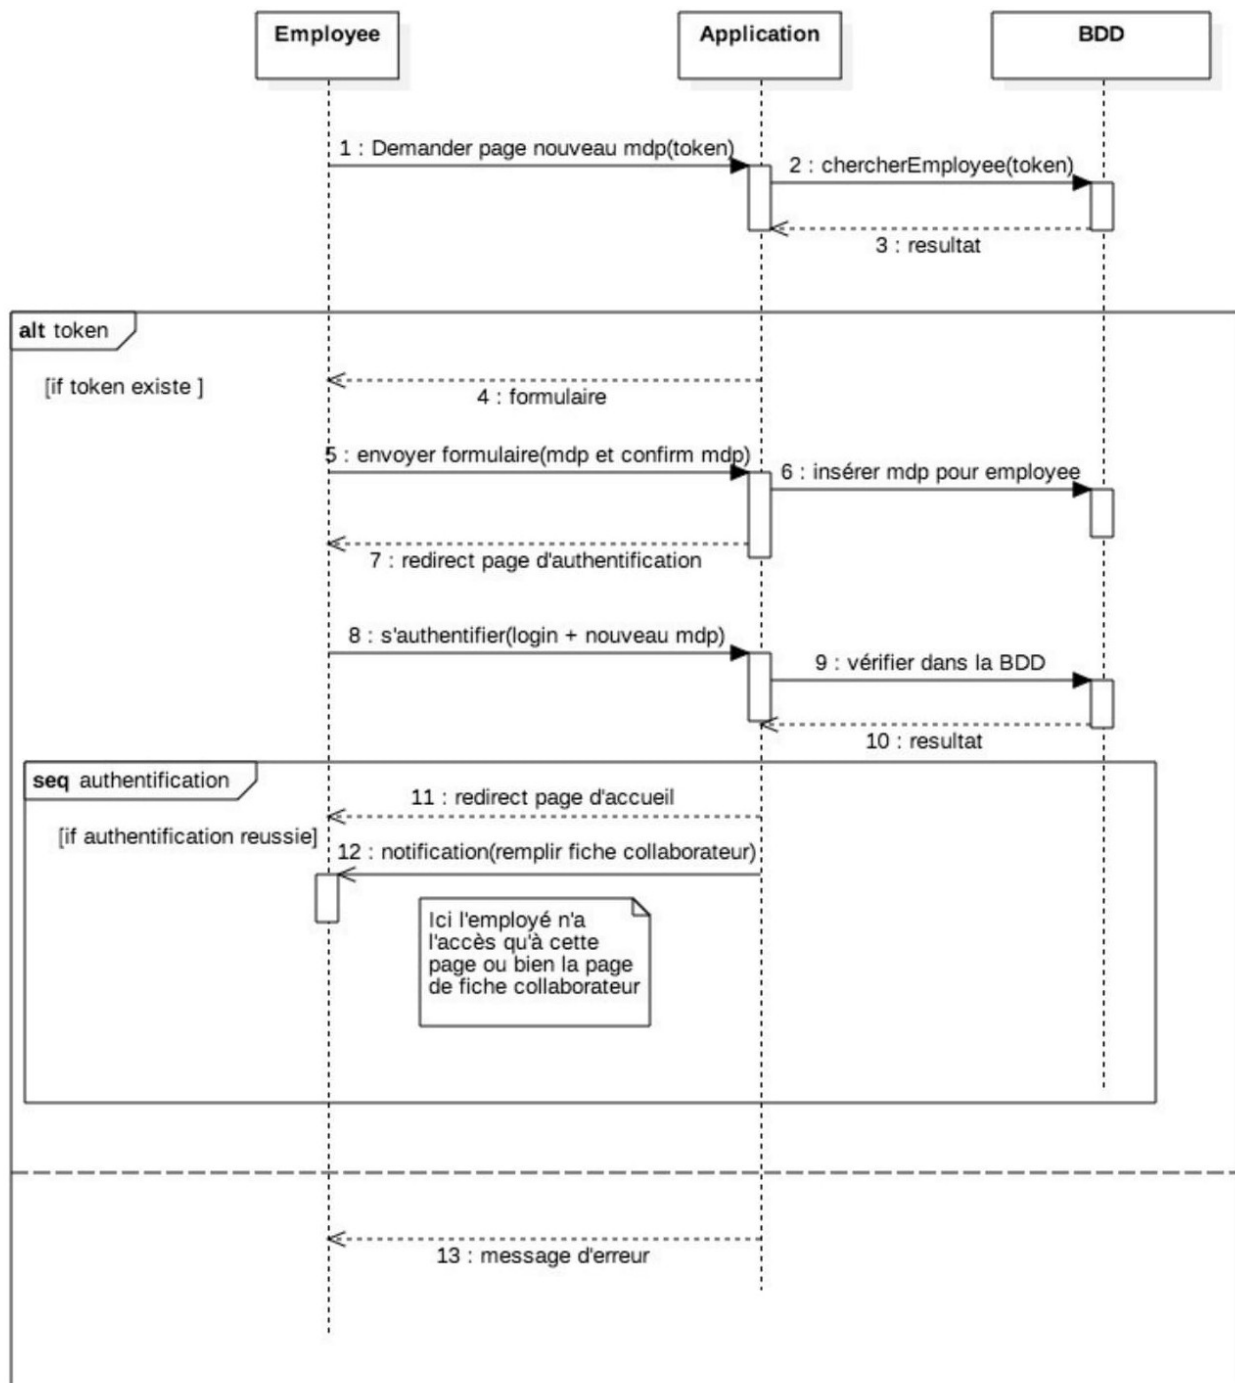 Employee
Application
BDD
1 : Demander page nouveau mdp(token)
2 : chercherEmployee(token)
3 : resultat
alt token
[if token existe ]
4 : formulaire
5 : envoyer formulaire(mdp et confirm mdp)
6 : insérer mdp pour employee
7 : redirect page d'authentification
8 : s'authentifier(login + nouveau mdp)
9 : vérifier dans la BDD
10 : resultat
seq authentification
11 : redirect page d'accueil
[if authentification reussie]
12 : notification(remplir fiche collaborateur)
Ici l'employé n'a
l'accès qu'à cette
page ou bien la page
de fiche collaborateur
13 : message d'erreur